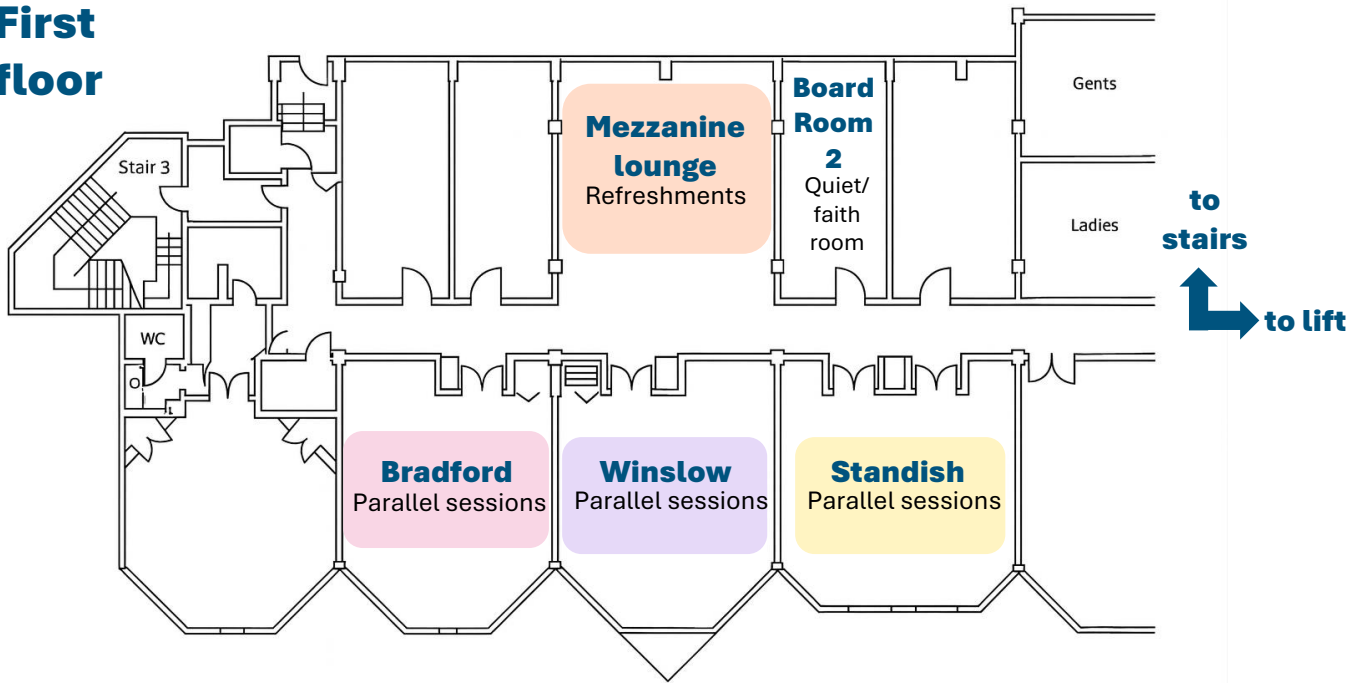 First
floor
Gents
Board
Room
2
Quiet/
faith
room
Mezzanine
lounge
Refreshments
Stair 3
Ladies
to
stairs
to lift
WC
Bradford
Parallel sessions
Winslow
Parallel sessions
Standish
Parallel sessions